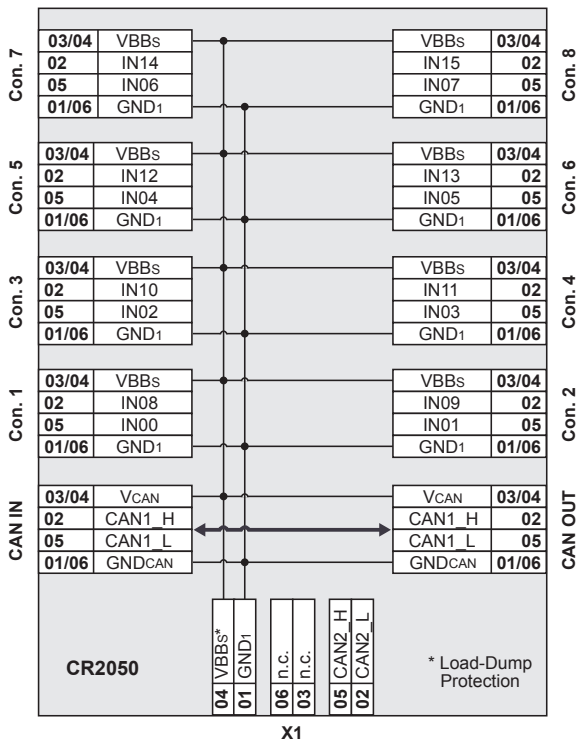 Con. 7
03/04 VBBS
02 IN14
05 IN06
01/06 GND1
Con. 8
VBBS 03/04
IN15 02
IN07 05
GND1 01/06
Con. 5
03/04 VBBS
02 IN12
05 IN04
01/06 GND1
Con. 6
VBBS 03/04
IN13 02
IN05 05
GND1 01/06
Con. 3
03/04 VBBS
02 IN10
05 IN02
01/06 GND1
Con. 4
VBBS 03/04
IN11 02
IN03 05
GND1 01/06
Con. 1
03/04 VBBS
02 IN08
05 IN00
01/06 GND1
Con. 2
VBBS 03/04
IN09 02
IN01 05
GND1 01/06
CAN IN
03/04 VCAN
02 CAN1_H
05 CAN1_L
01/06 GNDCAN
CAN OUT
VCAN 03/04
CAN1_H 02
CAN1_L 05
GNDCAN 01/06
CR2050
04 VBBS*
01 GND1
06 n.c.
03 n.c.
05 CAN2_H
02 CAN2_L
* Load-Dump
Protection
X1